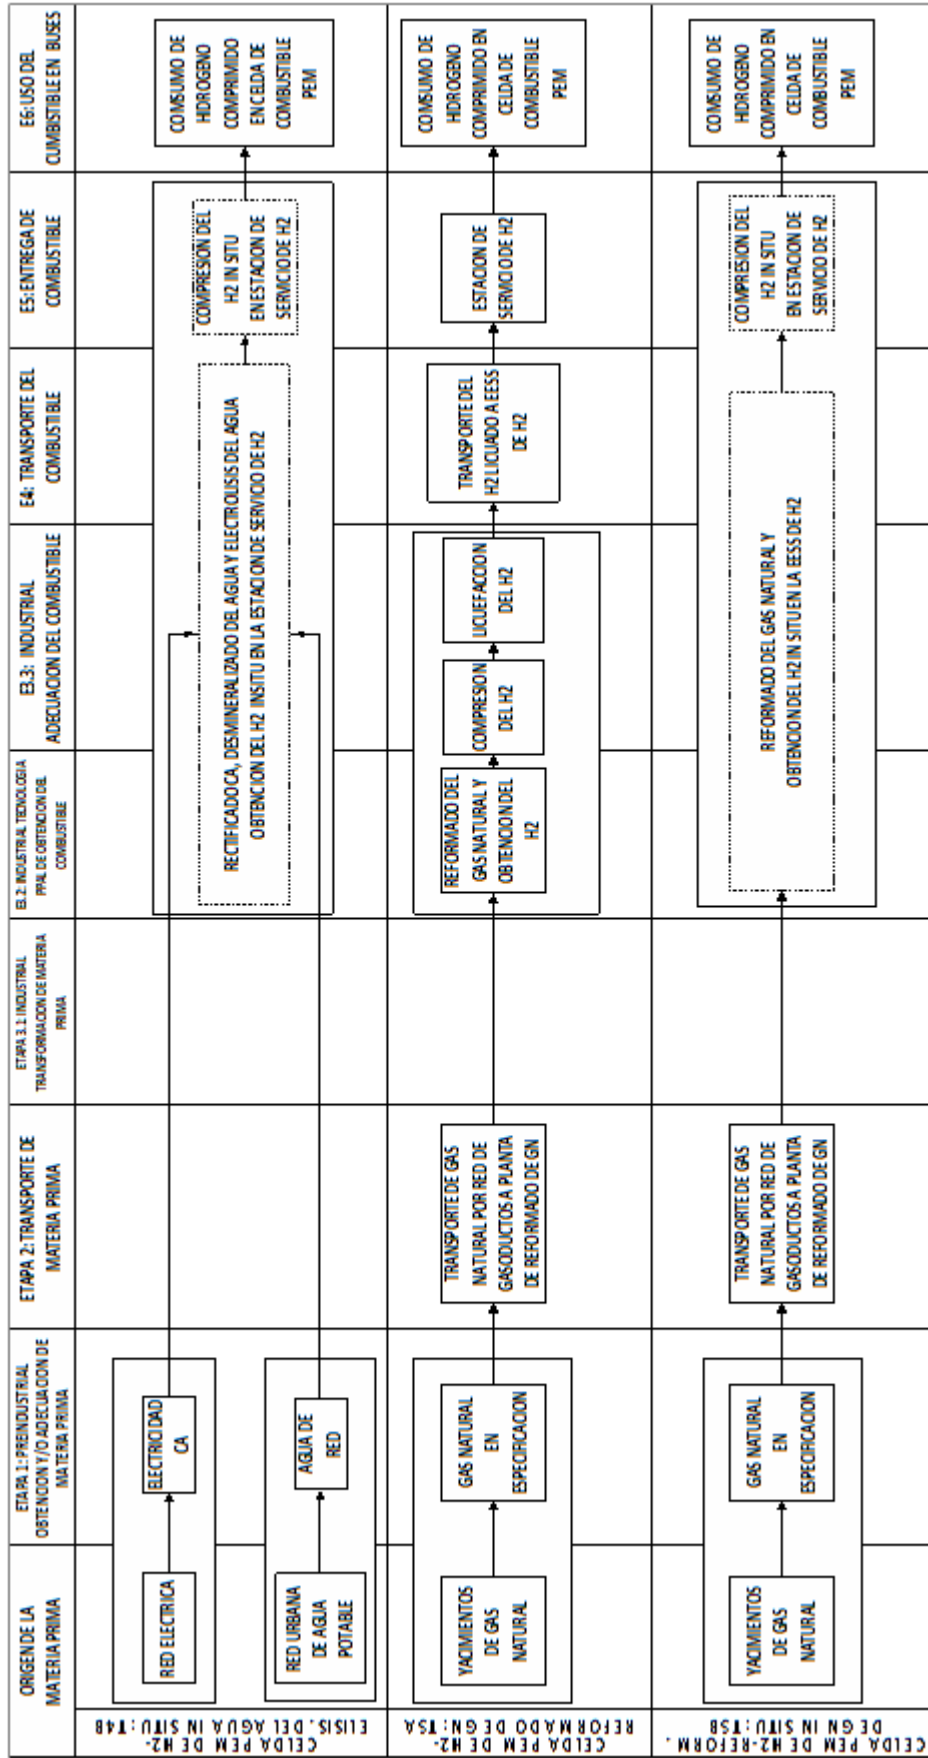 ORIGEN DE LA
MATERIA PRIMA
ETAPA 1: PREINDUSTRIAL
OBTENCION Y/O ADECUACION DE
MATERIA PRIMA
ETAPA 2: TRANSPORTE DE
MATERIA PRIMA
ETAPA 3.1: INDUSTRIAL
TRANSFORMACION DE MATERIA
PRIMA
E3.2: INDUSTRIAL TECNOLOGIA
PPAL DE OBTENCION DEL
COMBUSTIBLE
E3.3: INDUSTRIAL
ADECUACION DEL COMBUSTIBLE
E4: TRANSPORTE DEL
COMBUSTIBLE
E5: ENTREGA DE
COMBUSTIBLE
E6: USO DEL
CUMBISTIBLE EN BUSES
CELDA PEM DE H2-
ELISIS. DEL AGUA IN SITU: T4B
RED ELECTRICA
ELECTRICIDAD
CA
RED URBANA
DE AGUA
POTABLE
AGUA DE
RED
RECTIFICADO CA, DESMINERALIZADO DEL AGUA Y ELECTROLISIS DEL AGUA
OBTENCION DEL H2 INSITU EN LA ESTACION DE SERVICIO DE H2
COMPRESION DEL
H2 IN SITU
EN ESTACION DE
SERVICIO DE H2
COMSUMO DE
HIDROGENO
COMPRIMIDO
EN CELDA DE
COMBUSTIBLE
PEM
CELDA PEM DE H2-
REFORMADO DE GN: T5A
YACIMIENTOS
DE GAS
NATURAL
GAS NATURAL
EN
ESPECIFICACION
TRANSPORTE DE GAS
NATURAL POR RED DE
GASODUCTOS A PLANTA
DE REFORMADO DE GN
REFORMADO DEL
GAS NATURAL Y
OBTENCION DEL
H2
COMPRESION
DEL H2
LICUEFACCION
DEL H2
TRANSPORTE DEL
H2 LICUADO A EESS
DE H2
ESTACION DE
SERVICIO DE H2
COMSUMO DE
HIDROGENO
COMPRIMIDO EN
CELDA DE
COMBUSTIBLE
PEM
CELDA PEM DE H2-REFORM.
DE GN IN SITU: T5B
YACIMIENTOS
DE GAS
NATURAL
GAS NATURAL
EN
ESPECIFICACION
TRANSPORTE DE GAS
NATURAL POR RED DE
GASODUCTOS A PLANTA
DE REFORMADO DE GN
REFORMADO DEL GAS NATURAL Y
OBTENCION DEL H2 IN SITU EN LA EESS DE H2
COMPRESION DEL
H2 IN SITU
EN ESTACION DE
SERVICIO DE H2
COMSUMO DE
HIDROGENO
COMPRIMIDO EN
CELDA DE
COMBUSTIBLE
PEM